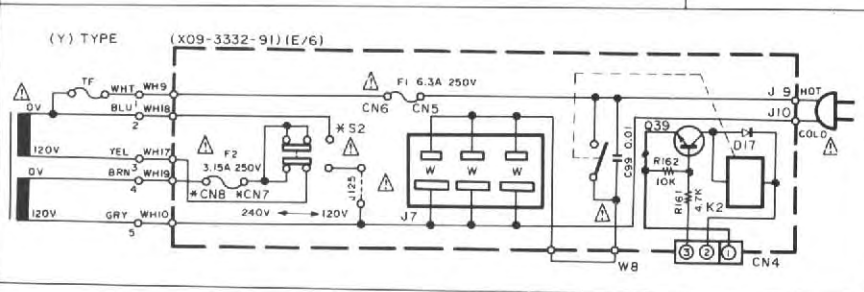 (Y) TYPE (X09-3332-91)(E/6)
TF
WHT WH9
F1 6.3A 250V
CN6 CN5
J9 HOT
0V
BLU 1 WH18
2
J10
COLD
*S2
Q39
F2
3.15A 250V
120V
YEL WH17
3
0V
BRN WH19
4
*CN8 *CN7
J125
W W W
C99 0.01
R162
10K
D17
R161
4.7K
K2
240V 120V
J7
120V
GRY WH10
5
W8
3 2 1
CN4